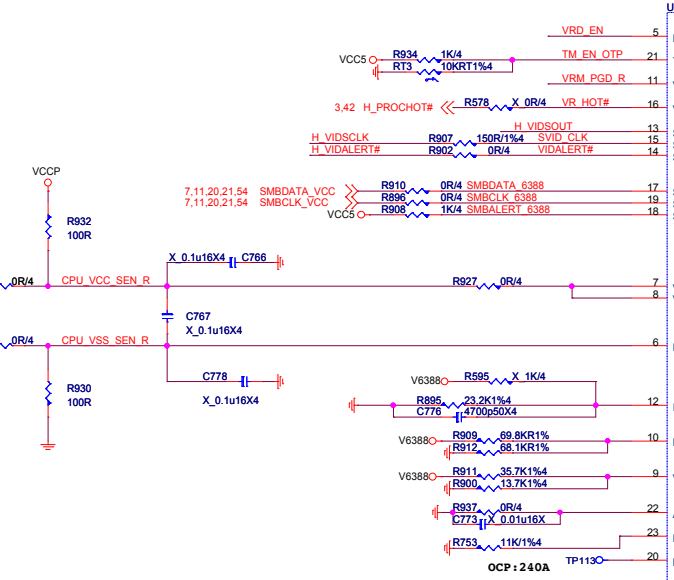 U
VRD_EN 5
VCC5 R934 1K/4 TM_EN_OTP 21
RT3 10KRT1%4
VRM_PGD_R 11
3,42 H_PROCHOT# R578 X_0R/4 VR_HOT# 16
H_VIDSOUT 13
H_VIDSCLK R907 150R/1%4 SVID_CLK 15
H_VIDALERT# R902 0R/4 VIDALERT# 14
VCCP
7,11,20,21,54 SMBDATA_VCC R910 0R/4 SMBDATA_6388 17
7,11,20,21,54 SMBCLK_VCC R896 0R/4 SMBCLK_6388 19
VCC5 R908 1K/4 SMBALERT_6388 18
R932
100R
X_0.1u16X4 C766
0R/4 CPU_VCC_SEN_R R927 0R/4 7
8
C767
X_0.1u16X4
0R/4 CPU_VSS_SEN_R 6
C778
X_0.1u16X4
R930
100R
V6388 R595 X_1K/4
R895 23.2K1%4 12
C776 4700p50X4
V6388 R909 69.8KR1% 10
R912 68.1KR1%
V6388 R911 35.7K1%4 9
R900 13.7K1%4
R937 0R/4 22
C773 X_0.01u16X
23
R753 11K/1%4
TP113 20
OCP:240A